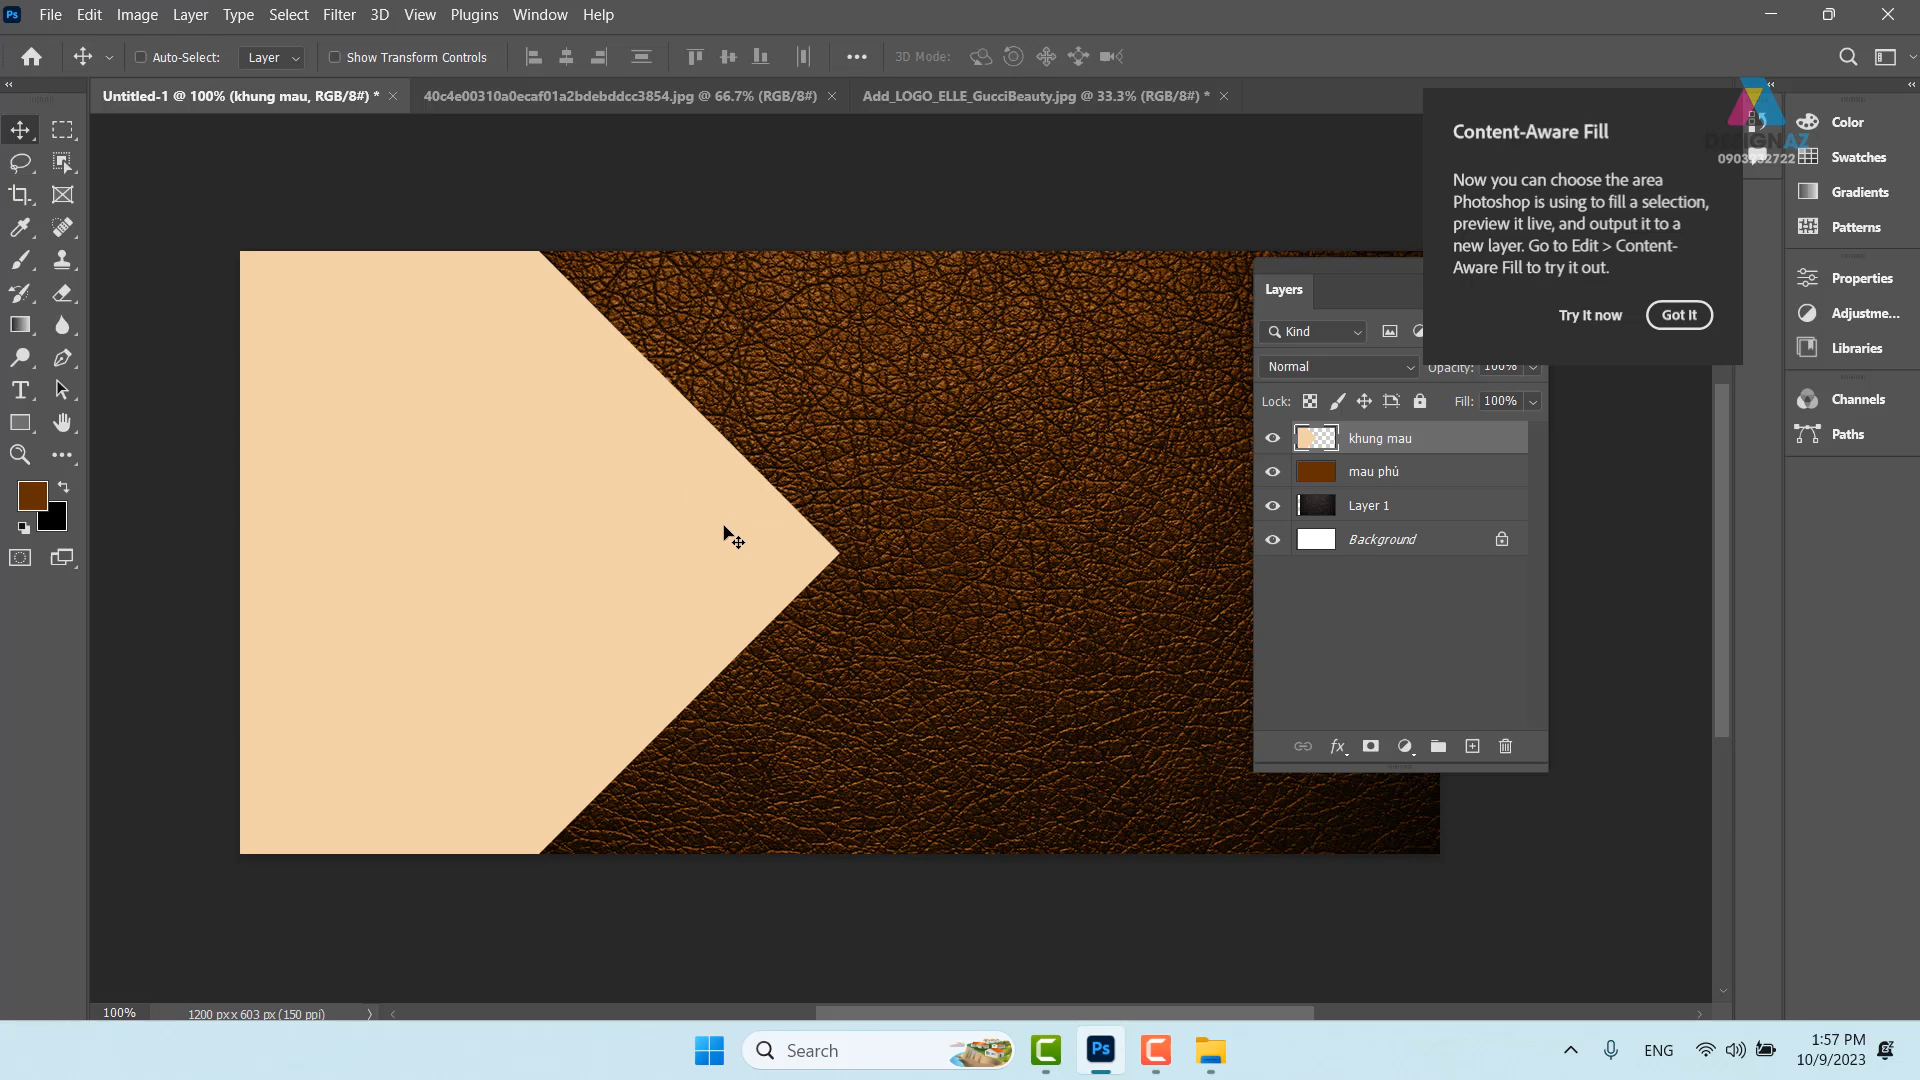 Ps File Edit Image Layer Type Select Filter 3D View Plugins Window Help
Auto-Select: Layer Show Transform Controls 3D Mode:
Untitled-1 @ 100% (khung mau, RGB/8#) * 40c4e00310a0ecaf01a2bdebddcc3854.jpg @ 66.7% (RGB/8#) Add_LOGO_ELLE_GucciBeauty.jpg @ 33.3% (RGB/8#) *
Content-Aware Fill
Now you can choose the area
Photoshop is using to fill a selection,
preview it live, and output it to a
new layer. Go to Edit > Content-
Aware Fill to try it out.
Try it now Got it
DESIGNAZ
Color
Swatches
Gradients
Patterns
Properties
Adjustme...
Libraries
Channels
Paths
Layers
Kind
Normal Opacity: 100%
Lock: Fill: 100%
khung mau
mau phủ
Layer 1
Background
fx
100% 1200 px x 603 px (150 ppi)
Search
Ps
ENG
1:57 PM
10/9/2023